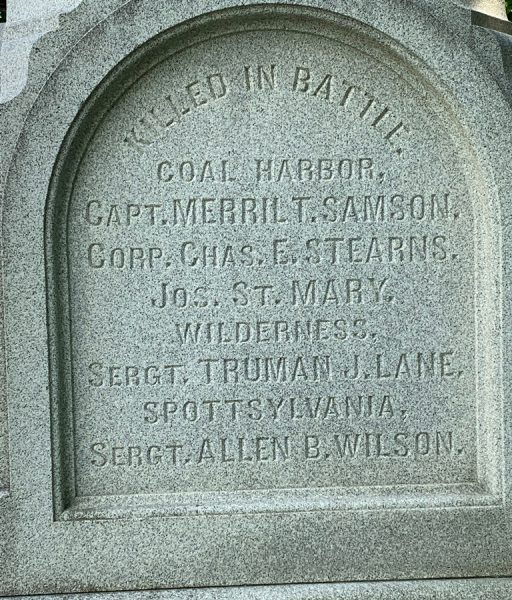 KILLED IN BATTLE.
COAL HARBOR,
CAPT. MERRIL T. SAMSON.
CORP. CHAS. E. STEARNS.
JOS. ST. MARY.
WILDERNESS.
SERGT. TRUMAN J. LANE.
SPOTTSYLVANIA,
SERGT. ALLEN B. WILSON.